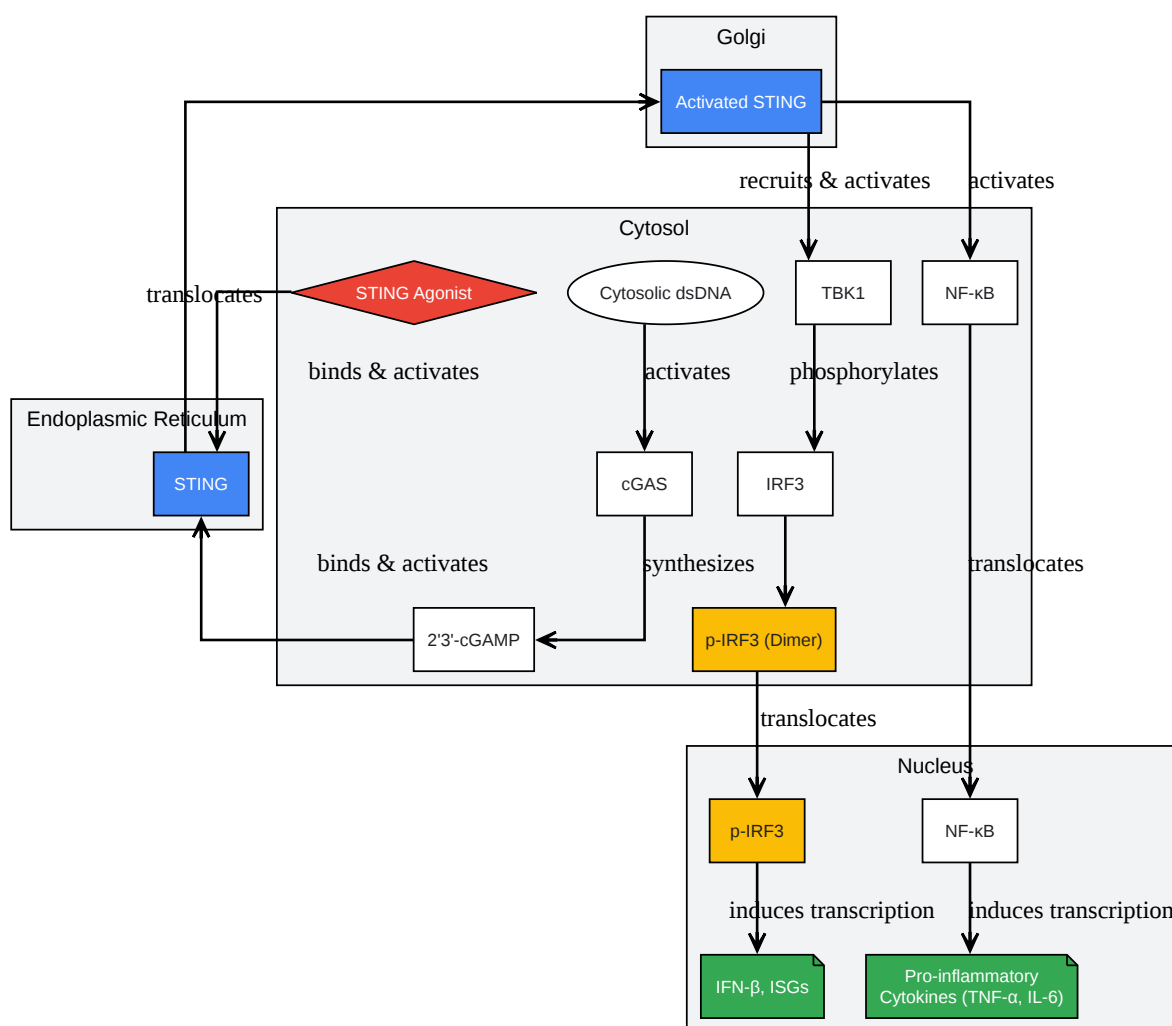 Golgi
Activated STING
recruits & activates
activates
Cytosol
translocates
STING Agonist
Cytosolic dsDNA
TBK1
NF-κB
binds & activates
activates
phosphorylates
Endoplasmic Reticulum
STING
cGAS
IRF3
binds & activates
synthesizes
translocates
2'3'-cGAMP
p-IRF3 (Dimer)
translocates
Nucleus
p-IRF3
NF-κB
induces transcription
induces transcription
IFN-β, ISGs
Pro-inflammatory
Cytokines (TNF-α, IL-6)